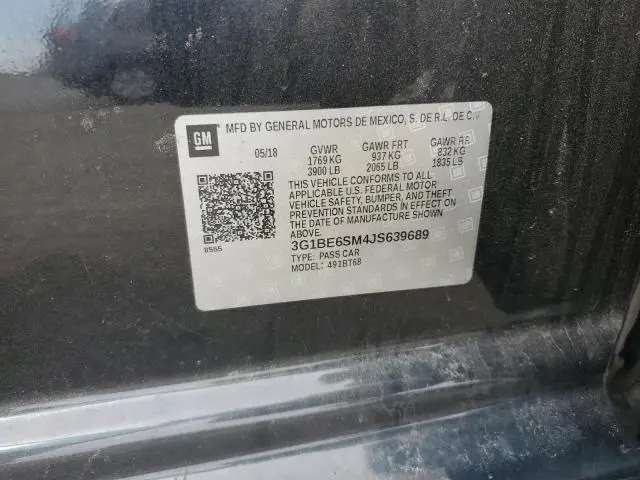 GM MFD BY GENERAL MOTORS DE MEXICO, S. DE R.L. DE C.V
05/18 GVWR GAWR FRT GAWR RR
1769 KG 937 KG 832 KG
3900 LB 2065 LB 1835 LB
THIS VEHICLE CONFORMS TO ALL
APPLICABLE U.S. FEDERAL MOTOR
VEHICLE SAFETY, BUMPER, AND THEFT
PREVENTION STANDARDS IN EFFECT ON
THE DATE OF MANUFACTURE SHOWN
ABOVE.
3G1BE6SM4JS639689
TYPE: PASS CAR
MODEL: 491BT68
8555